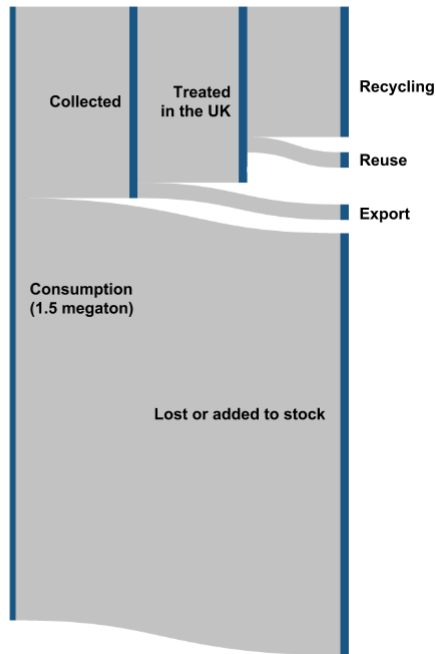 Collected
Treated
in the UK
Recycling
Reuse
Export
Consumption
(1.5 megaton)
Lost or added to stock